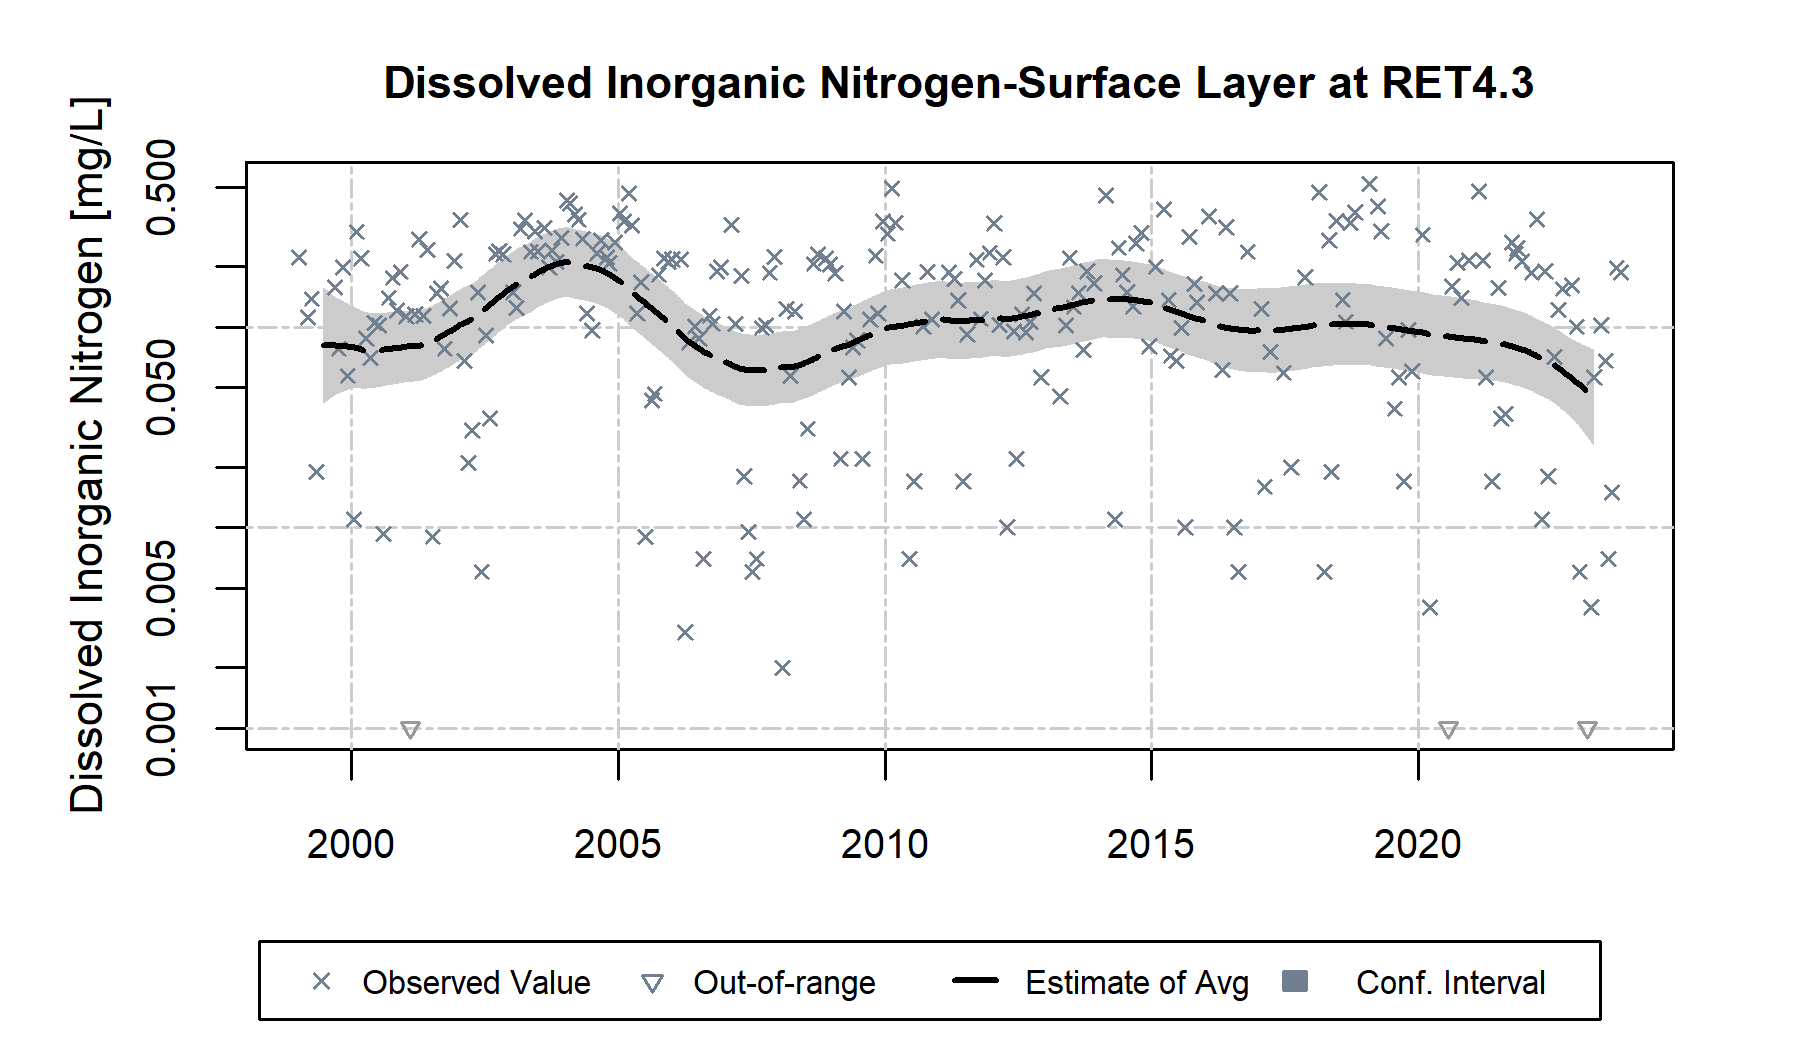 Dissolved Inorganic Nitrogen-Surface Layer at RET4.3
Dissolved Inorganic Nitrogen [mg/L]
0.500
0.050
0.005
0.001
2000 2005 2010 2015 2020
Observed Value Out-of-range Estimate of Avg Conf. Interval